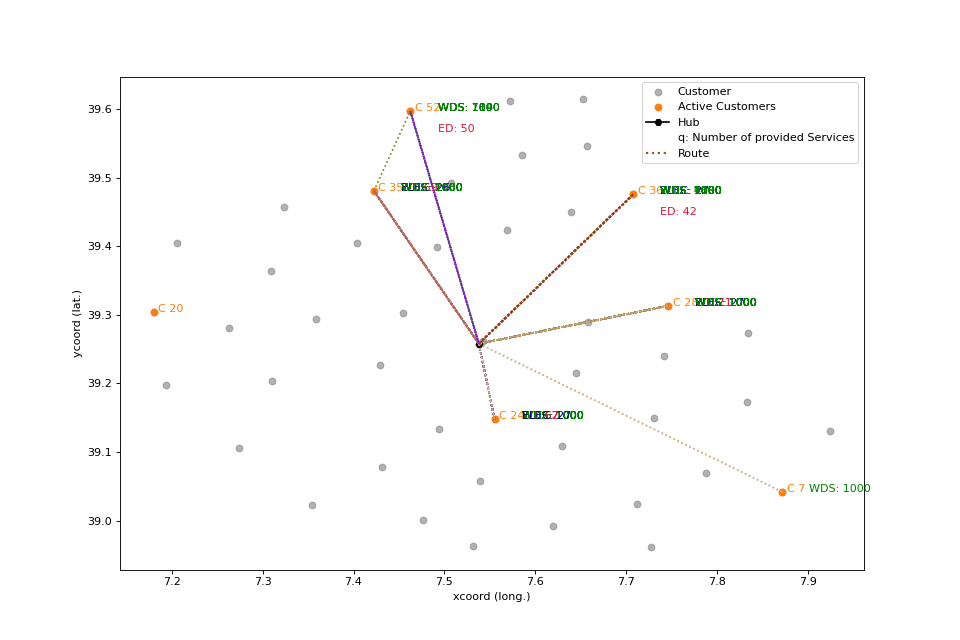 Customer
Active Customers
Hub
q: Number of provided Services
Route
39.6
39.5
39.4
39.3
39.2
39.1
39.0
ycoord (lat.)
7.2
7.3
7.4
7.5
7.6
7.7
7.8
7.9
xcoord (long.)
C 52
ED: 50
C 35
C 36
ED: 42
C 20
C 24
C 7 WDS: 1000